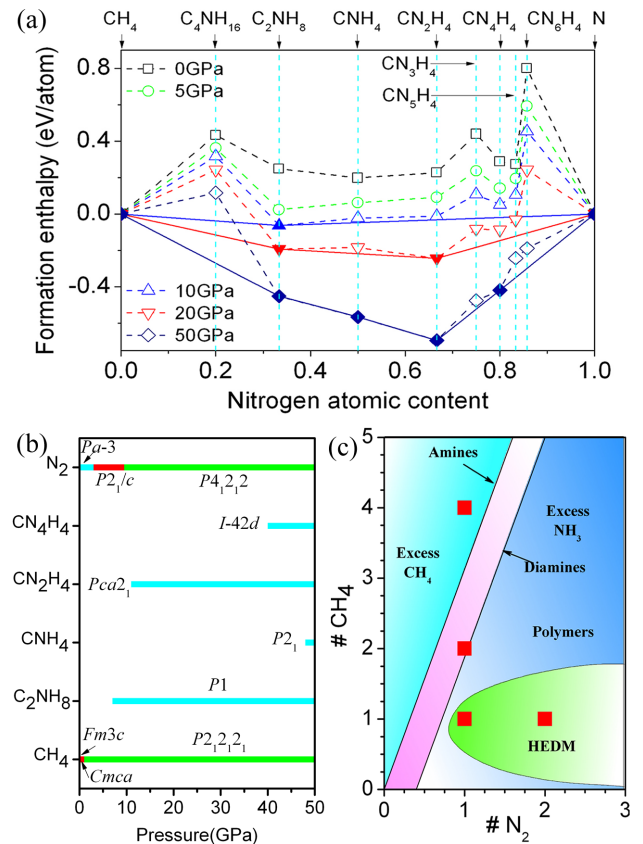 (a)
CH₄ C₄NH₁₆ C₂NH₈ CNH₄ CN₂H₄ CN₄H₄ CN₆H₄ N
CN₃H₄
CN₅H₄
0GPa
5GPa
10GPa
20GPa
50GPa
Formation enthalpy (eV/atom)
0.8
0.4
0.0
-0.4
0.0 0.2 0.4 0.6 0.8 1.0
Nitrogen atomic content
(b)
Pa-3
N₂
P2₁/c P4₁2₁2
CN₄H₄
I-42d
CN₂H₄
Pca2₁
CNH₄
P2₁
C₂NH₈
P1
Fm3c
P2₁2₁2₁
CH₄
Cmca
0 10 20 30 40 50
Pressure(GPa)
(c)
# CH₄
5
4
3
2
1
0
Amines
Excess
NH₃
Excess
CH₄
Diamines
Polymers
HEDM
0 1 2 3
# N₂